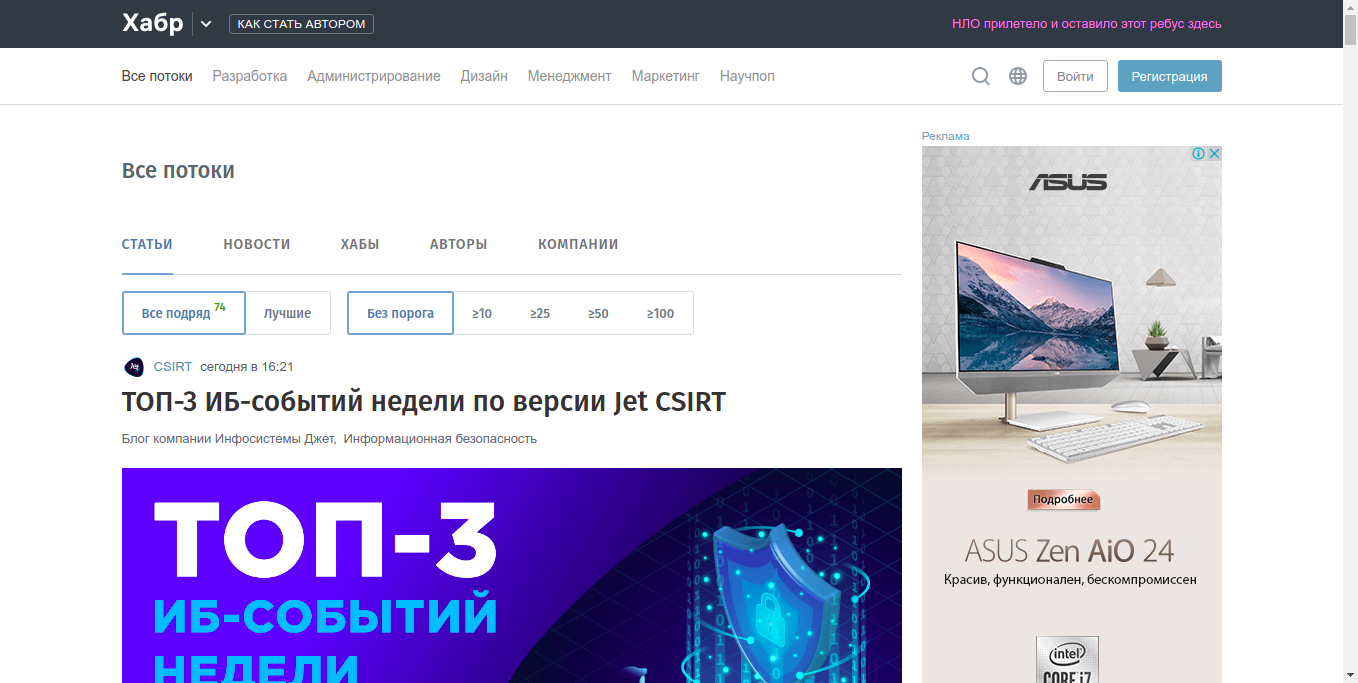 Хабр
КАК СТАТЬ АВТОРОМ
НЛО прилетело и оставило этот ребус здесь
Все потоки Разработка Администрирование Дизайн Менеджмент Маркетинг Научпоп
Войти Регистрация
Реклама
Все потоки
СТАТЬИ НОВОСТИ ХАБЫ АВТОРЫ КОМПАНИИ
Все подряд 74 Лучшие Без порога ≥10 ≥25 ≥50 ≥100
Jet CSIRT сегодня в 16:21
ТОП-3 ИБ-событий недели по версии Jet CSIRT
Блог компании Инфосистемы Джет, Информационная безопасность
ТОП-3
ИБ-СОБЫТИЙ
НЕДЕЛИ
ASUS
Подробнее
ASUS Zen AiO 24
Красив, функционален, бескомпромиссен
intel
CORE i7